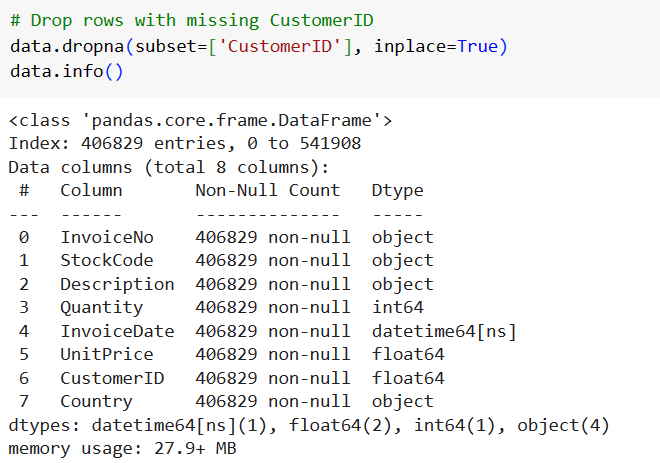 # Drop rows with missing CustomerID
data.dropna(subset=['CustomerID'], inplace=True)
data.info()
<class 'pandas.core.frame.DataFrame'>
Index: 406829 entries, 0 to 541908
Data columns (total 8 columns):
 #   Column       Non-Null Count   Dtype
---  ------       --------------   -----
 0   InvoiceNo    406829 non-null  object
 1   StockCode    406829 non-null  object
 2   Description  406829 non-null  object
 3   Quantity     406829 non-null  int64
 4   InvoiceDate  406829 non-null  datetime64[ns]
 5   UnitPrice    406829 non-null  float64
 6   CustomerID   406829 non-null  float64
 7   Country      406829 non-null  object
dtypes: datetime64[ns](1), float64(2), int64(1), object(4)
memory usage: 27.9+ MB